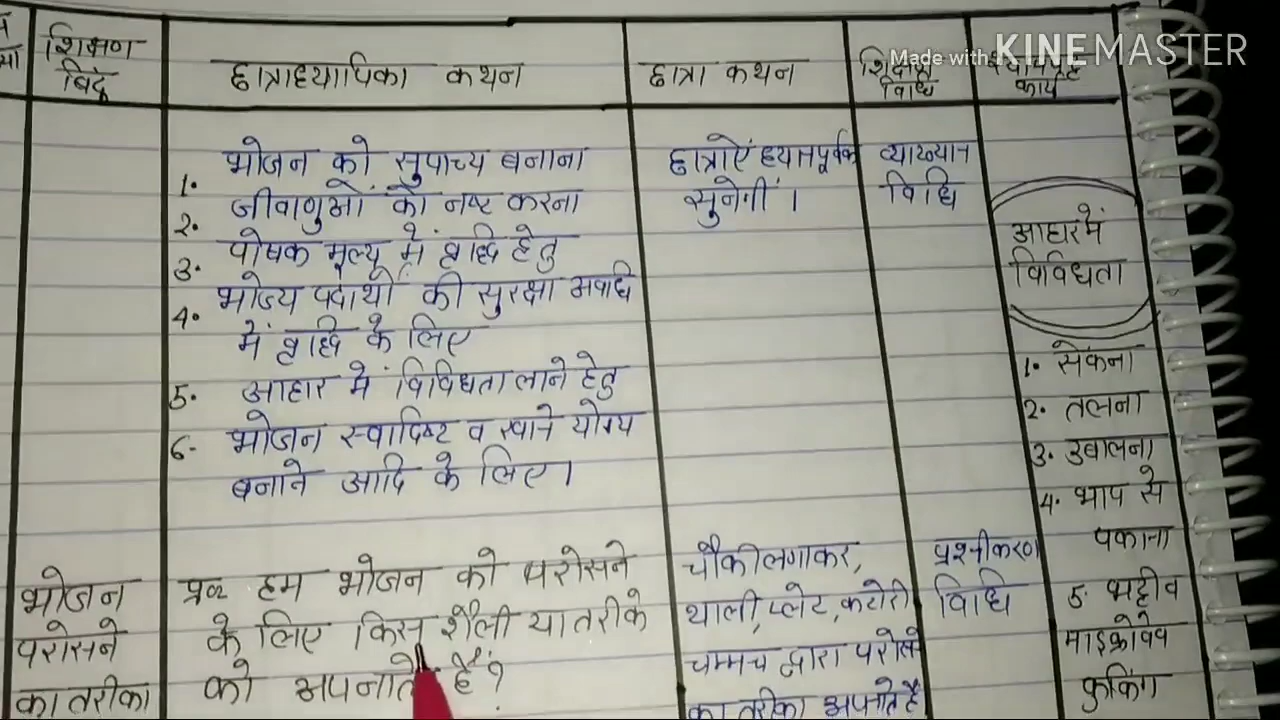 शिक्षण
बिंदु
छात्राध्यापिका कथन
छात्रा कथन
शिक्षण
विधि
श्यामपट्ट
कार्य
Made with KINEMASTER
1. भोजन को सुपाच्य बनाना
2. जीवाणुओं को नष्ट करना
3. पोषक मूल्य में वृद्धि हेतु
4. भोज्य पदार्थों की सुरक्षा अवधि
में वृद्धि के लिए
5. आहार में विविधता लाने हेतु
6. भोजन स्वादिष्ट व खाने योग्य
बनाने आदि के लिए।
छात्राऐं ध्यानपूर्वक
सुनेगीं।
व्याख्यान
विधि
आहार में
विविधता
1. सेंकना
2. तलना
3. उबालना
4. भाप से
पकाना
5. भट्टी व
माइक्रोवेव
कुकिंग
भोजन
परोसने
का तरीका
प्र० हम भोजन को परोसने
के लिए किस शैली या तरीके
को अपनाते हैं?
चौकी लगाकर,
थाली, प्लेट, कटोरी
चम्मच द्वारा परोसने
का तरीका अपनाते है
प्रश्नीकरण
विधि